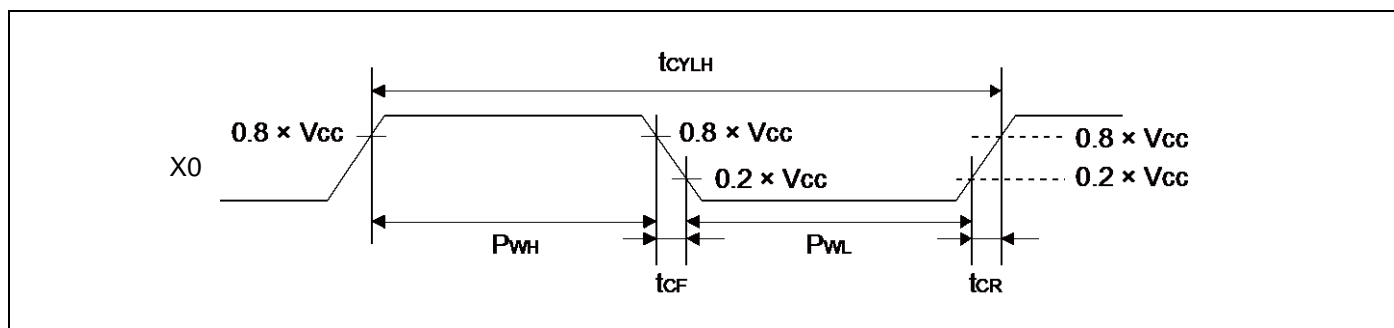 tCYLH
0.8 × VCC
0.8 × VCC
0.8 × VCC
X0
0.2 × VCC
0.2 × VCC
PWH
PWL
tCF
tCR